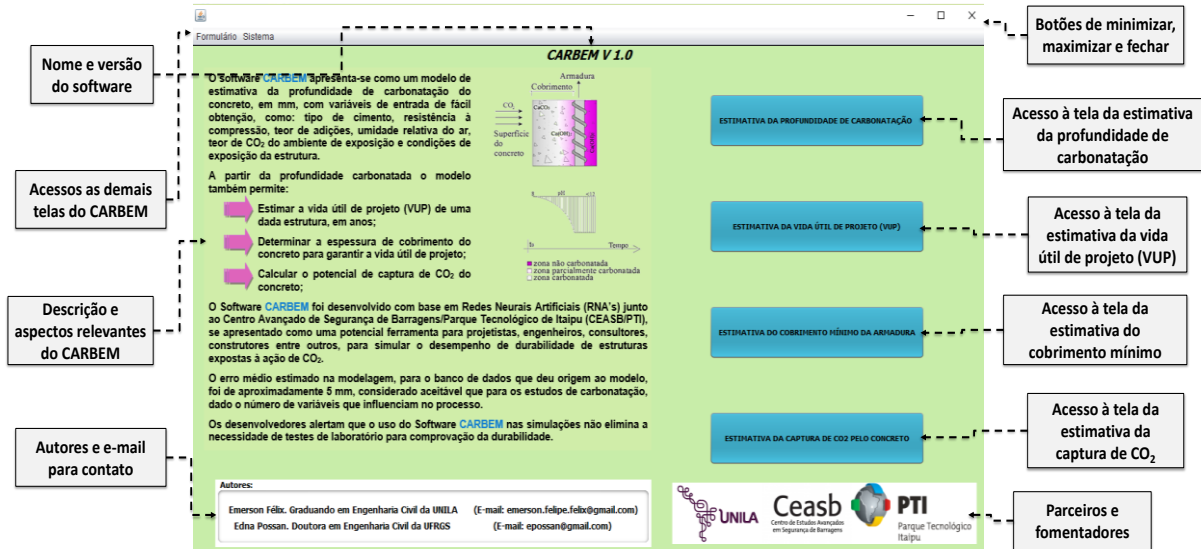 Formulário Sistema
CARBEM V 1.0
O software CARBEM apresenta-se como um modelo de
estimativa da profundidade de carbonatação do
concreto, em mm, com variáveis de entrada de fácil
obtenção, como: tipo de cimento, resistência à
compressão, teor de adições, umidade relativa do ar,
teor de CO₂ do ambiente de exposição e condições de
exposição da estrutura.
A partir da profundidade carbonatada o modelo
também permite:
Estimar a vida útil de projeto (VUP) de uma
dada estrutura, em anos;
Determinar a espessura de cobrimento do
concreto para garantir a vida útil de projeto;
Calcular o potencial de captura de CO₂ do
concreto;
O Software CARBEM foi desenvolvido com base em Redes Neurais Artificiais (RNA's) junto
ao Centro Avançado de Segurança de Barragens/Parque Tecnológico de Itaipu (CEASB/PTI),
se apresentado como uma potencial ferramenta para projetistas, engenheiros, consultores,
construtores entre outros, para simular o desempenho de durabilidade de estruturas
expostas à ação de CO₂.
O erro médio estimado na modelagem, para o banco de dados que deu origem ao modelo,
foi de aproximadamente 5 mm, considerado aceitável que para os estudos de carbonatação,
dado o número de variáveis que influenciam no processo.
Os desenvolvedores alertam que o uso do Software CARBEM nas simulações não elimina a
necessidade de testes de laboratório para comprovação da durabilidade.
Armadura
Cobrimento
CO₂
CaCO₃
Ca(OH)₂
Superfície
do
concreto
pH
Tempo
zona não carbonatada
zona parcialmente carbonatada
zona carbonatada
ESTIMATIVA DA PROFUNDIDADE DE CARBONATAÇÃO
ESTIMATIVA DA VIDA ÚTIL DE PROJETO (VUP)
ESTIMATIVA DO COBRIMENTO MÍNIMO DA ARMADURA
ESTIMATIVA DA CAPTURA DE CO2 PELO CONCRETO
Autores:
Emerson Félix. Graduando em Engenharia Civil da UNILA (E-mail: emerson.felipe.felix@gmail.com)
Edna Possan. Doutora em Engenharia Civil da UFRGS (E-mail: epossan@gmail.com)
UNILA
Ceasb
Centro de Estudos Avançados
em Segurança de Barragens
PTI
Parque Tecnológico
Itaipu
Nome e versão
do software
Acessos as demais
telas do CARBEM
Descrição e
aspectos relevantes
do CARBEM
Autores e e-mail
para contato
Botões de minimizar,
maximizar e fechar
Acesso à tela da estimativa
da profundidade de
carbonatação
Acesso à tela da
estimativa da vida
útil de projeto (VUP)
Acesso à tela da
estimativa do
cobrimento mínimo
Acesso à tela da
estimativa da
captura de CO₂
Parceiros e
fomentadores